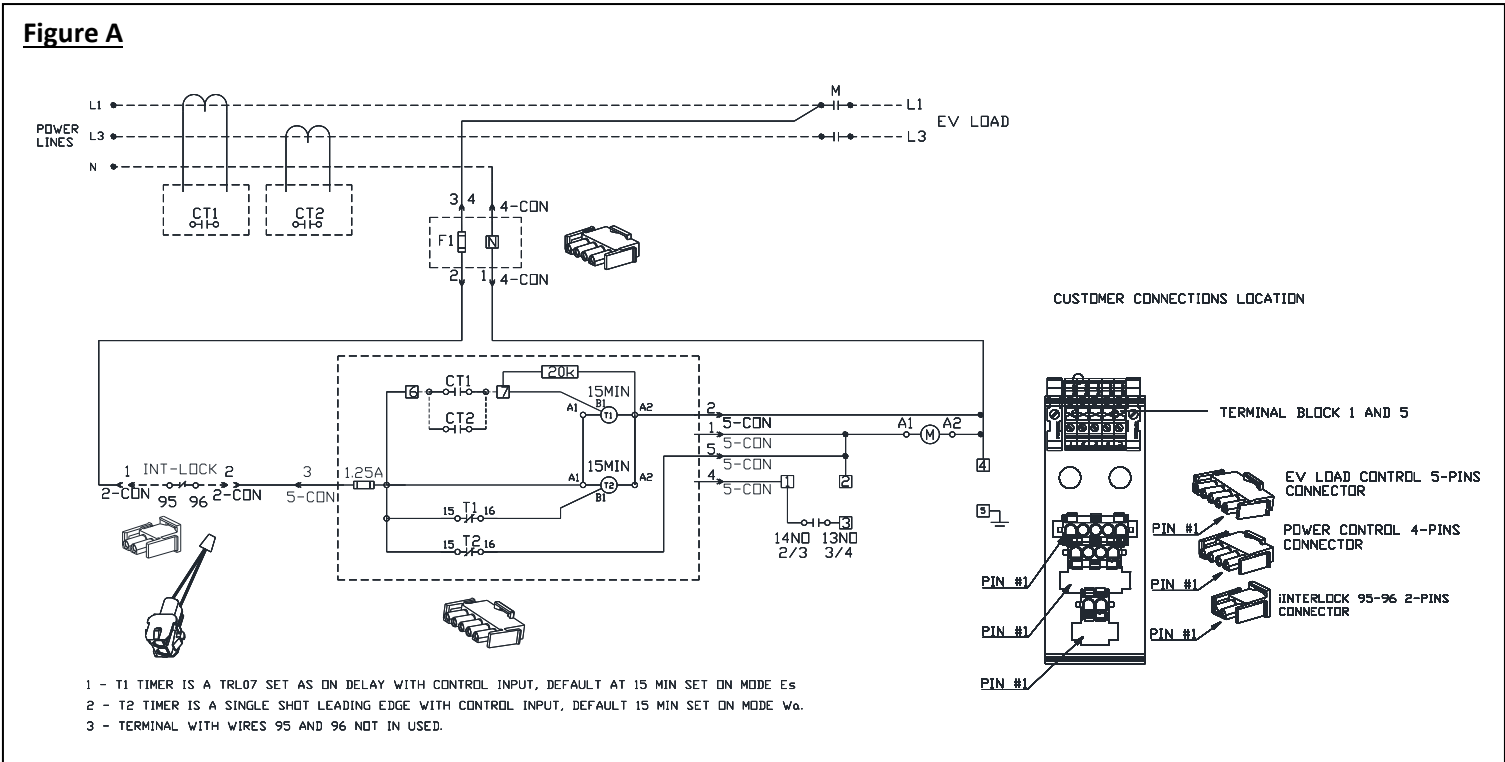 Figure A
L1
M
L1
POWER
LINES
L3
EV LOAD
L3
N
CT1
CT2
3 4
4-CON
F1
N
2
1
4-CON
CUSTOMER CONNECTIONS LOCATION
6
CT1
7
20k
15MIN
B1
A1
T1
A2
CT2
2
5-CON
1
5-CON
A1
M
A2
5
5-CON
4
5-CON
1
2
3
14NO 13NO
2/3 3/4
4
5
1 INT-LOCK 2
2-CON
95 96
2-CON
3
5-CON
1.25A
15MIN
A1
T2
A2
B1
15 T1 16
15 T2 16
TERMINAL BLOCK 1 AND 5
EV LOAD CONTROL 5-PINS
CONNECTOR
PIN #1
POWER CONTROL 4-PINS
CONNECTOR
PIN #1
PIN #1
iINTERLOCK 95-96 2-PINS
CONNECTOR
PIN #1
PIN #1
PIN #1
1 - T1 TIMER IS A TRL07 SET AS ON DELAY WITH CONTROL INPUT, DEFAULT AT 15 MIN SET ON MODE Es
2 - T2 TIMER IS A SINGLE SHOT LEADING EDGE WITH CONTROL INPUT, DEFAULT 15 MIN SET ON MODE Wa.
3 - TERMINAL WITH WIRES 95 AND 96 NOT IN USED.